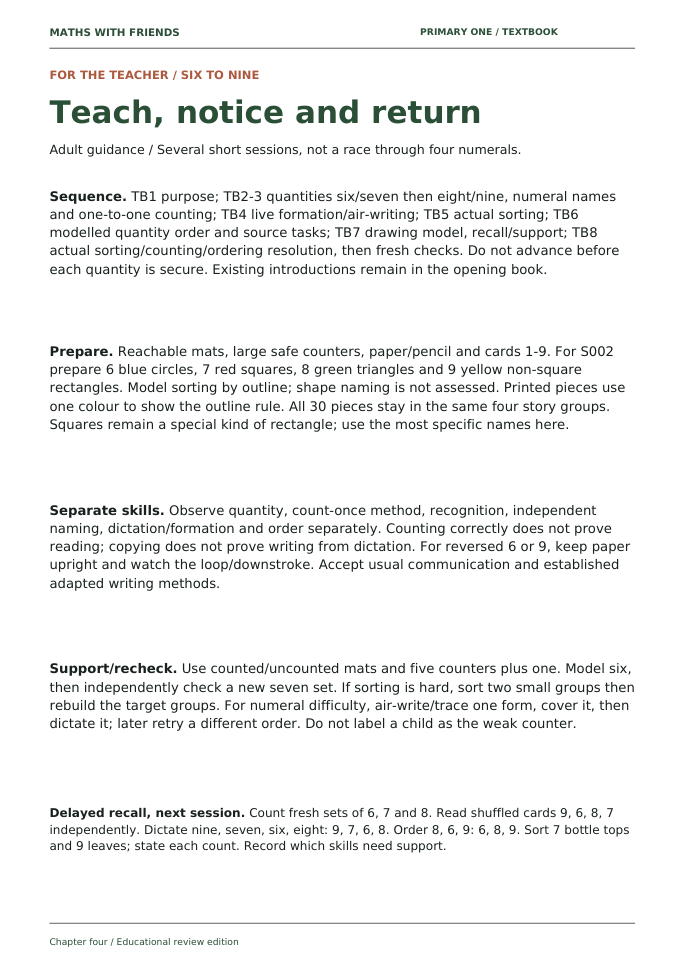 MATHS WITH FRIENDS
PRIMARY ONE / TEXTBOOK
FOR THE TEACHER / SIX TO NINE
Teach, notice and return
Adult guidance / Several short sessions, not a race through four numerals.
Sequence. TB1 purpose; TB2-3 quantities six/seven then eight/nine, numeral names
and one-to-one counting; TB4 live formation/air-writing; TB5 actual sorting; TB6
modelled quantity order and source tasks; TB7 drawing model, recall/support; TB8
actual sorting/counting/ordering resolution, then fresh checks. Do not advance before
each quantity is secure. Existing introductions remain in the opening book.
Prepare. Reachable mats, large safe counters, paper/pencil and cards 1-9. For S002
prepare 6 blue circles, 7 red squares, 8 green triangles and 9 yellow non-square
rectangles. Model sorting by outline; shape naming is not assessed. Printed pieces use
one colour to show the outline rule. All 30 pieces stay in the same four story groups.
Squares remain a special kind of rectangle; use the most specific names here.
Separate skills. Observe quantity, count-once method, recognition, independent
naming, dictation/formation and order separately. Counting correctly does not prove
reading; copying does not prove writing from dictation. For reversed 6 or 9, keep paper
upright and watch the loop/downstroke. Accept usual communication and established
adapted writing methods.
Support/recheck. Use counted/uncounted mats and five counters plus one. Model six,
then independently check a new seven set. If sorting is hard, sort two small groups then
rebuild the target groups. For numeral difficulty, air-write/trace one form, cover it, then
dictate it; later retry a different order. Do not label a child as the weak counter.
Delayed recall, next session. Count fresh sets of 6, 7 and 8. Read shuffled cards 9, 6, 8, 7
independently. Dictate nine, seven, six, eight: 9, 7, 6, 8. Order 8, 6, 9: 6, 8, 9. Sort 7 bottle tops
and 9 leaves; state each count. Record which skills need support.
Chapter four / Educational review edition